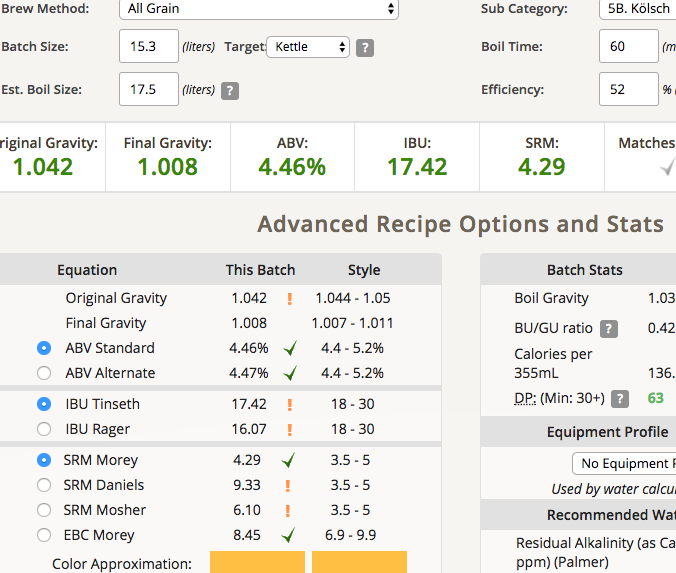 Brew Method: All Grain Sub Category: 5B. Kölsch
Batch Size: 15.3 (liters) Target: Kettle ? Boil Time: 60
Est. Boil Size: 17.5 (liters) ? Efficiency: 52 %
Original Gravity: Final Gravity: ABV: IBU: SRM: Matches
1.042 1.008 4.46% 17.42 4.29
Advanced Recipe Options and Stats
Equation This Batch Style Batch Stats
Original Gravity 1.042 ! 1.044 - 1.05 Boil Gravity 1.03
Final Gravity 1.008 1.007 - 1.011
BU/GU ratio ? 0.42
ABV Standard 4.46% 4.4 - 5.2%
Calories per
355mL 136.
ABV Alternate 4.47% 4.4 - 5.2%
DP: (Min: 30+) ? 63
IBU Tinseth 17.42 ! 18 - 30
IBU Rager 16.07 ! 18 - 30 Equipment Profile
SRM Morey 4.29 3.5 - 5 No Equipment
SRM Daniels 9.33 ! 3.5 - 5 Used by water
SRM Mosher 6.10 ! 3.5 - 5 Recommended
EBC Morey 8.45 6.9 - 9.9
Residual Alkalinity (as
Color Approximation: ppm) (Palmer)